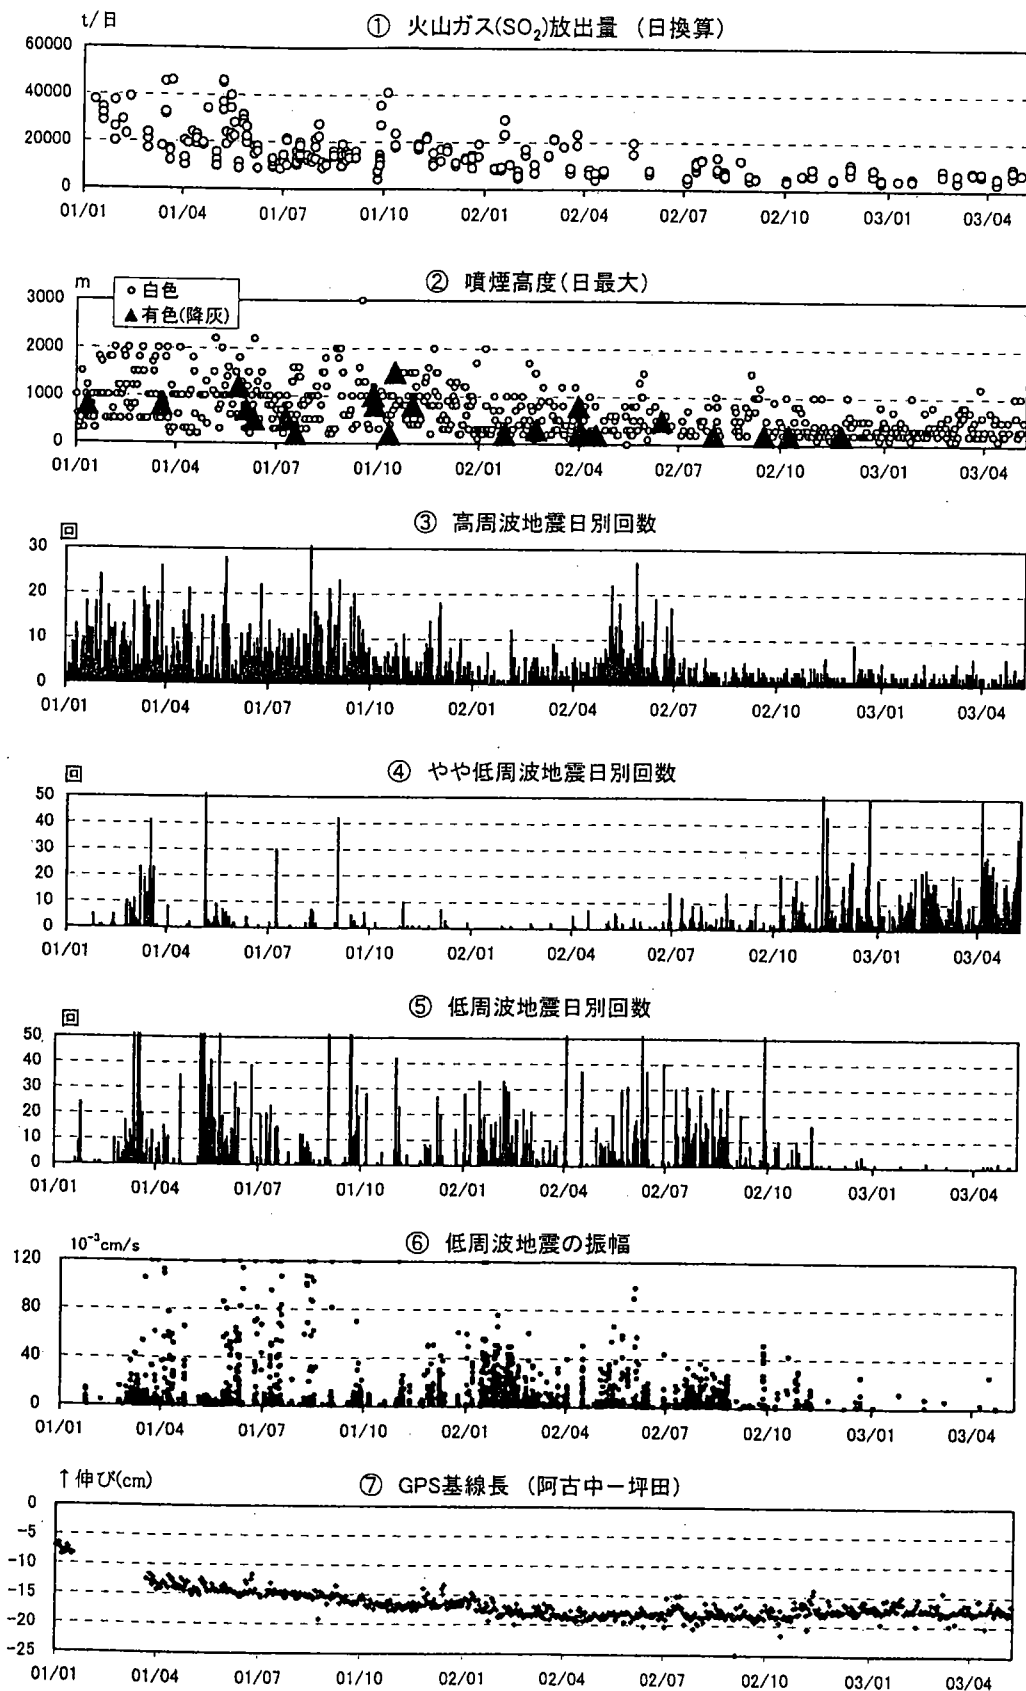 ① 火山ガス(SO₂)放出量 (日換算)
t/日
60000
40000
20000
0
01/01 01/04 01/07 01/10 02/01 02/04 02/07 02/10 03/01 03/04
② 噴煙高度(日最大)
m
○ 白色
▲ 有色(降灰)
3000
2000
1000
0
01/01 01/04 01/07 01/10 02/01 02/04 02/07 02/10 03/01 03/04
③ 高周波地震日別回数
回
30
20
10
0
01/01 01/04 01/07 01/10 02/01 02/04 02/07 02/10 03/01 03/04
④ やや低周波地震日別回数
回
50
40
30
20
10
0
01/01 01/04 01/07 01/10 02/01 02/04 02/07 02/10 03/01 03/04
⑤ 低周波地震日別回数
回
50
40
30
20
10
0
01/01 01/04 01/07 01/10 02/01 02/04 02/07 02/10 03/01 03/04
⑥ 低周波地震の振幅
10⁻³cm/s
120
80
40
0
01/01 01/04 01/07 01/10 02/01 02/04 02/07 02/10 03/01 03/04
⑦ GPS基線長 (阿古中ー坪田)
↑伸び(cm)
0
-5
-10
-15
-20
-25
01/01 01/04 01/07 01/10 02/01 02/04 02/07 02/10 03/01 03/04